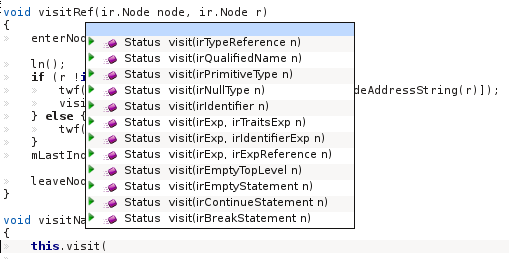 void visitRef(ir.Node node, ir.Node r)
{
enterNo
ln();
if (r !i
twf( deAddressString(r)]);
visi
} else {
twf(
}
mLastInd
leaveNod
}
void visitNa
{
this.visit(
Status visit(irTypeReference n)
Status visit(irQualifiedName n)
Status visit(irPrimitiveType n)
Status visit(irNullType n)
Status visit(irIdentifier n)
Status visit(irExp, irTraitsExp n)
Status visit(irExp, irIdentifierExp n)
Status visit(irExp, irExpReference n)
Status visit(irEmptyTopLevel n)
Status visit(irEmptyStatement n)
Status visit(irContinueStatement n)
Status visit(irBreakStatement n)